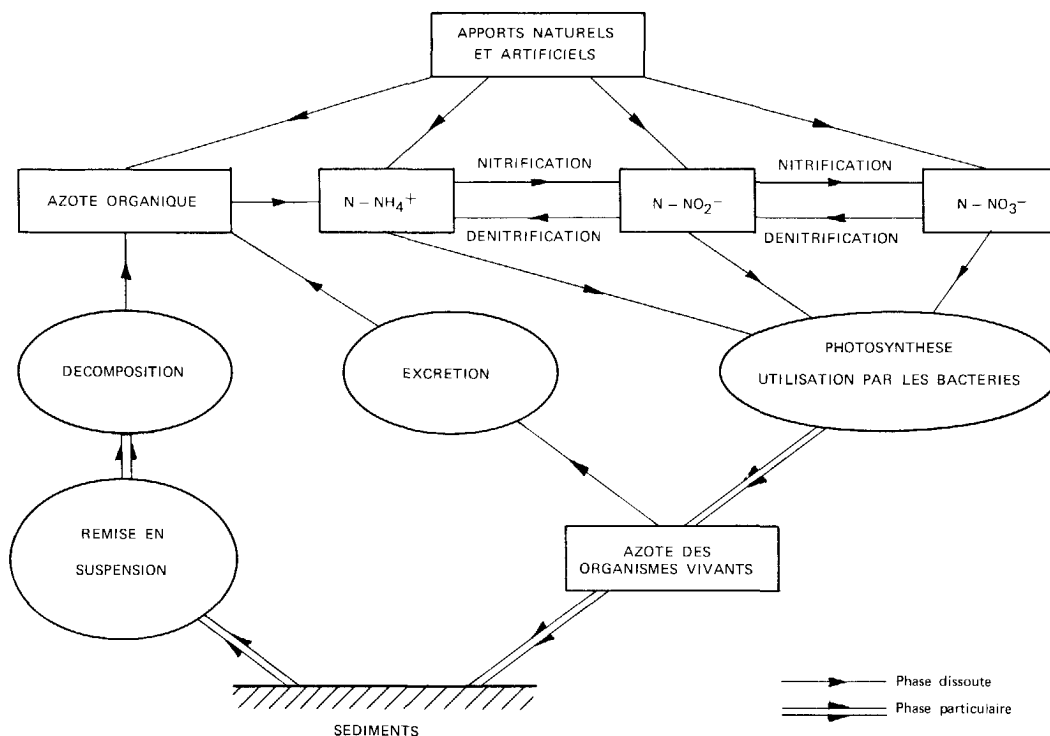 APPORTS NATURELS
ET ARTIFICIELS
NITRIFICATION
NITRIFICATION
AZOTE ORGANIQUE
N – NH₄⁺
N – NO₂⁻
N – NO₃⁻
DENITRIFICATION
DENITRIFICATION
DECOMPOSITION
EXCRETION
PHOTOSYNTHESE
UTILISATION PAR LES BACTERIES
REMISE EN
SUSPENSION
AZOTE DES
ORGANISMES VIVANTS
Phase dissoute
Phase particulaire
SEDIMENTS